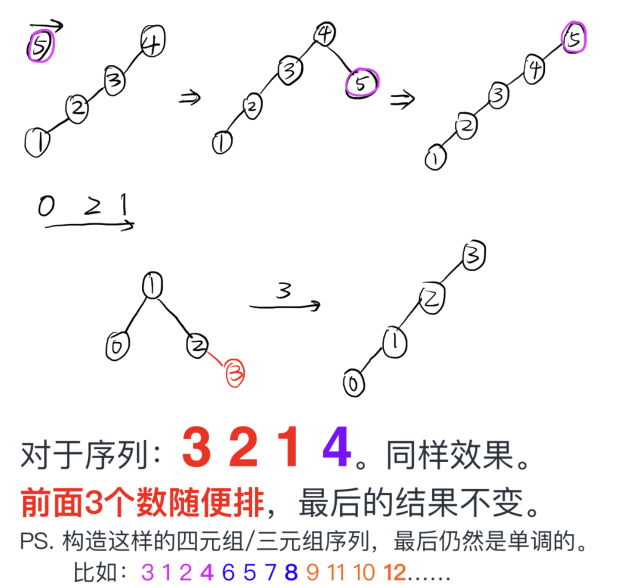 5 4 4 5
3 3 5 4
2 2 3
1 1 2
1
0 2 1
1 3 3
0 2 2
3 1
0
对于序列：3 2 1 4。同样效果。
前面3个数随便排，最后的结果不变。
PS. 构造这样的四元组/三元组序列，最后仍然是单调的。
比如：3 1 2 4 6 5 7 8 9 11 10 12......